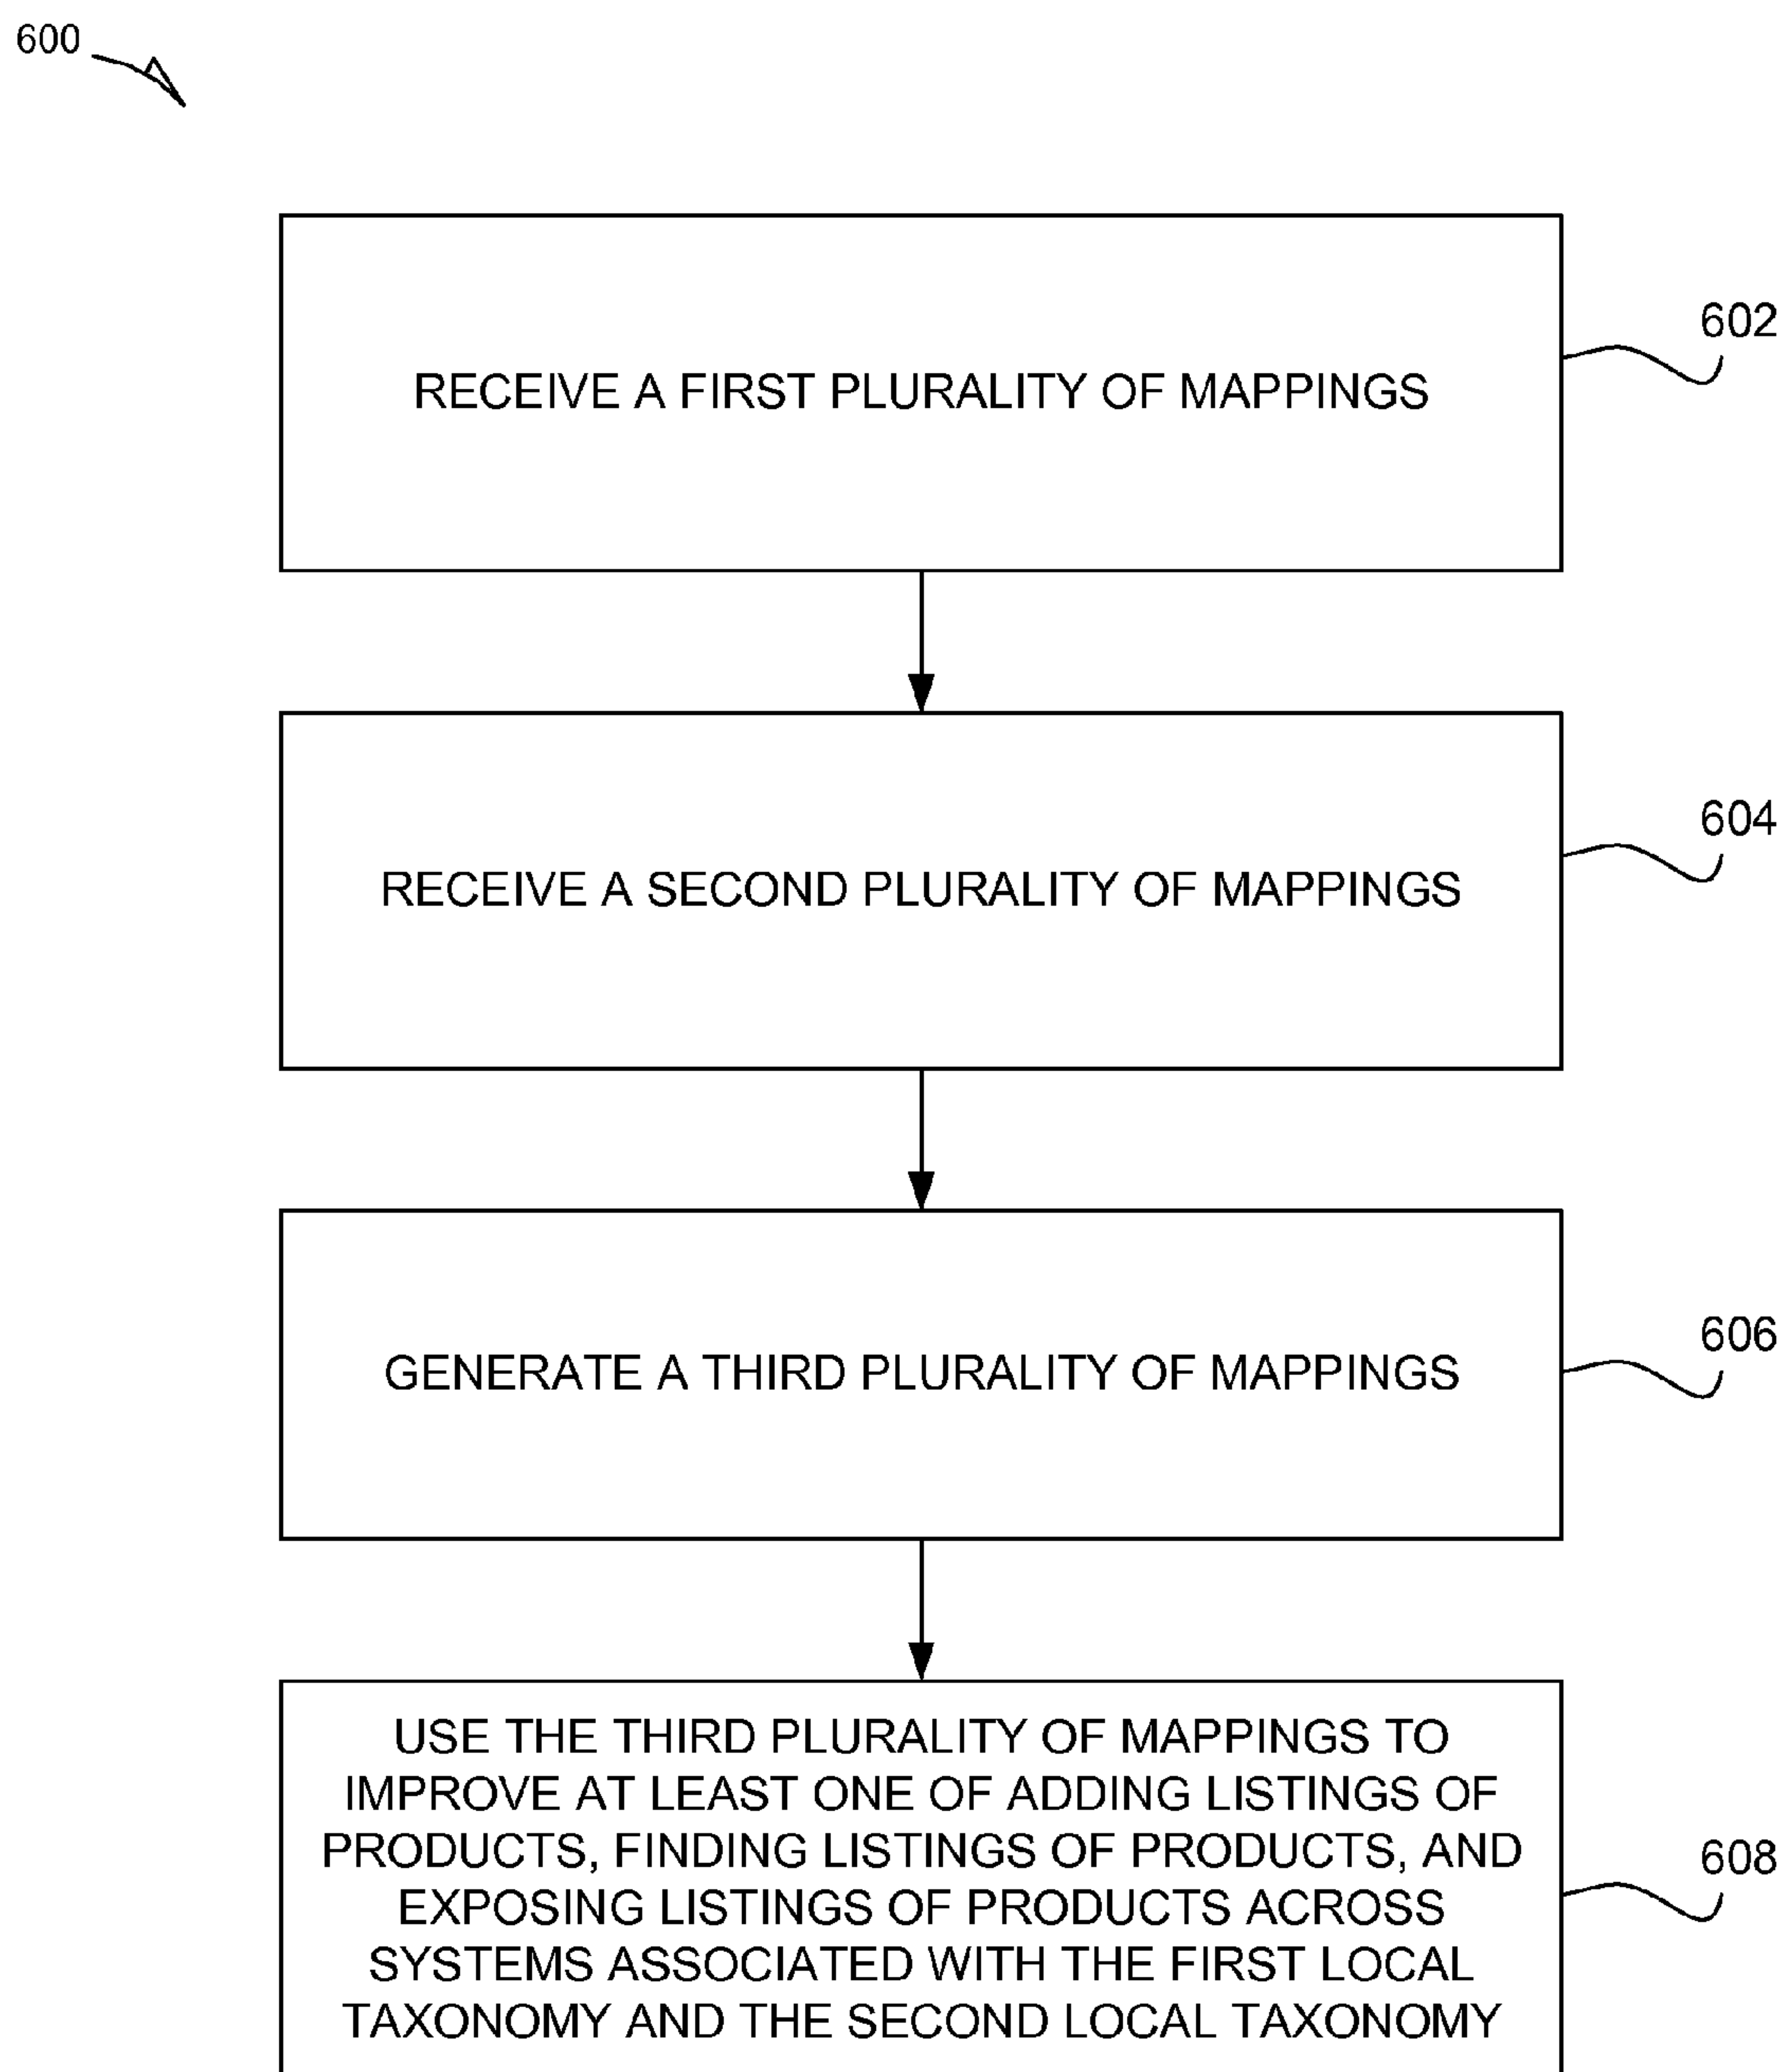 600
RECEIVE A FIRST PLURALITY OF MAPPINGS
602
RECEIVE A SECOND PLURALITY OF MAPPINGS
604
GENERATE A THIRD PLURALITY OF MAPPINGS
606
USE THE THIRD PLURALITY OF MAPPINGS TO
IMPROVE AT LEAST ONE OF ADDING LISTINGS OF
PRODUCTS, FINDING LISTINGS OF PRODUCTS, AND
EXPOSING LISTINGS OF PRODUCTS ACROSS
SYSTEMS ASSOCIATED WITH THE FIRST LOCAL
TAXONOMY AND THE SECOND LOCAL TAXONOMY
608